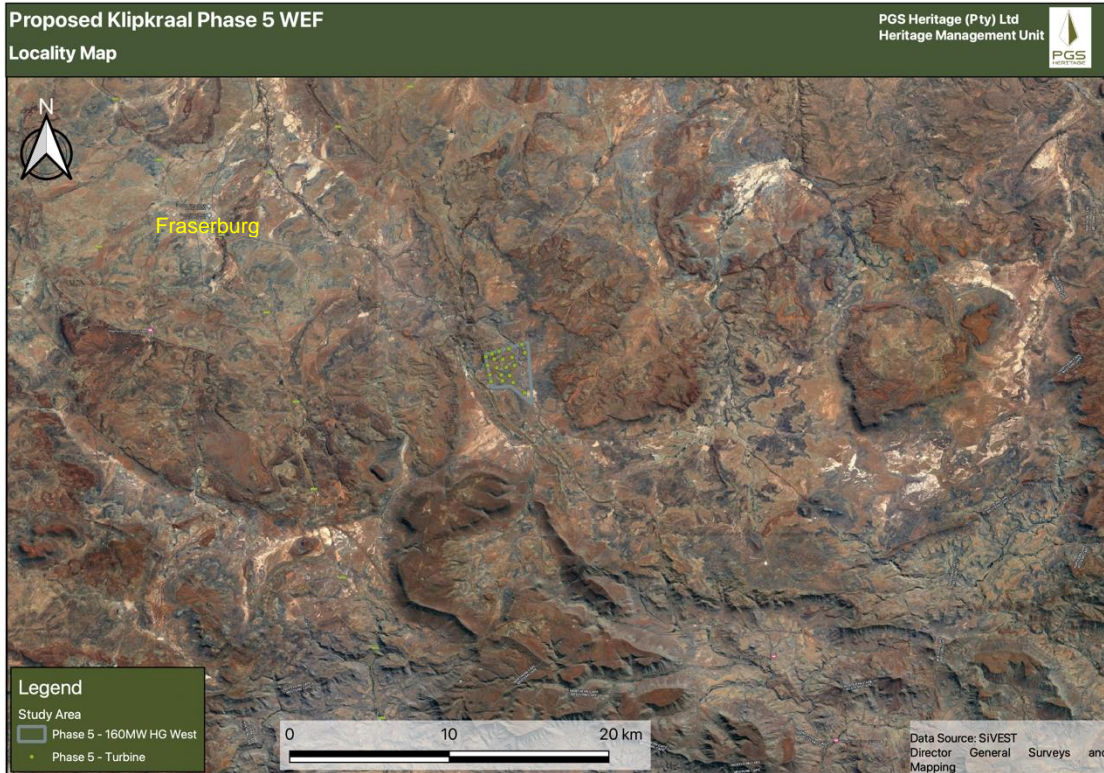 Proposed Klipkraal Phase 5 WEF
Locality Map
PGS Heritage (Pty) Ltd
Heritage Management Unit
PGS
HERITAGE
N
Fraserburg
Legend
Study Area
Phase 5 - 160MW HG West
Phase 5 - Turbine
0 10 20 km
Data Source: SiVEST
Director General Surveys and
Mapping